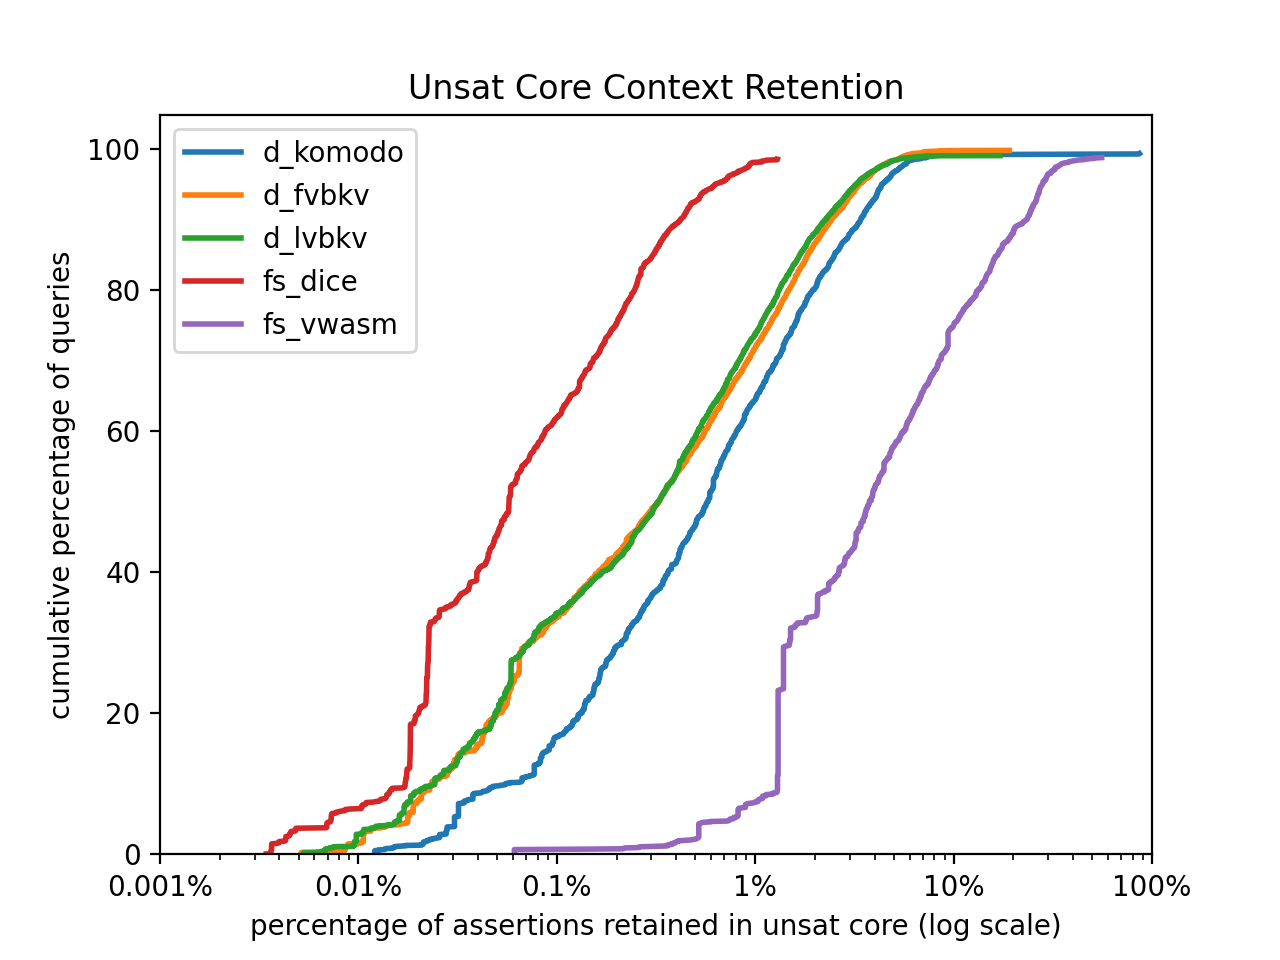 Unsat Core Context Retention
d_komodo
d_fvbkv
d_lvbkv
fs_dice
fs_vwasm
cumulative percentage of queries
100
80
60
40
20
0
0.001%
0.01%
0.1%
1%
10%
100%
percentage of assertions retained in unsat core (log scale)